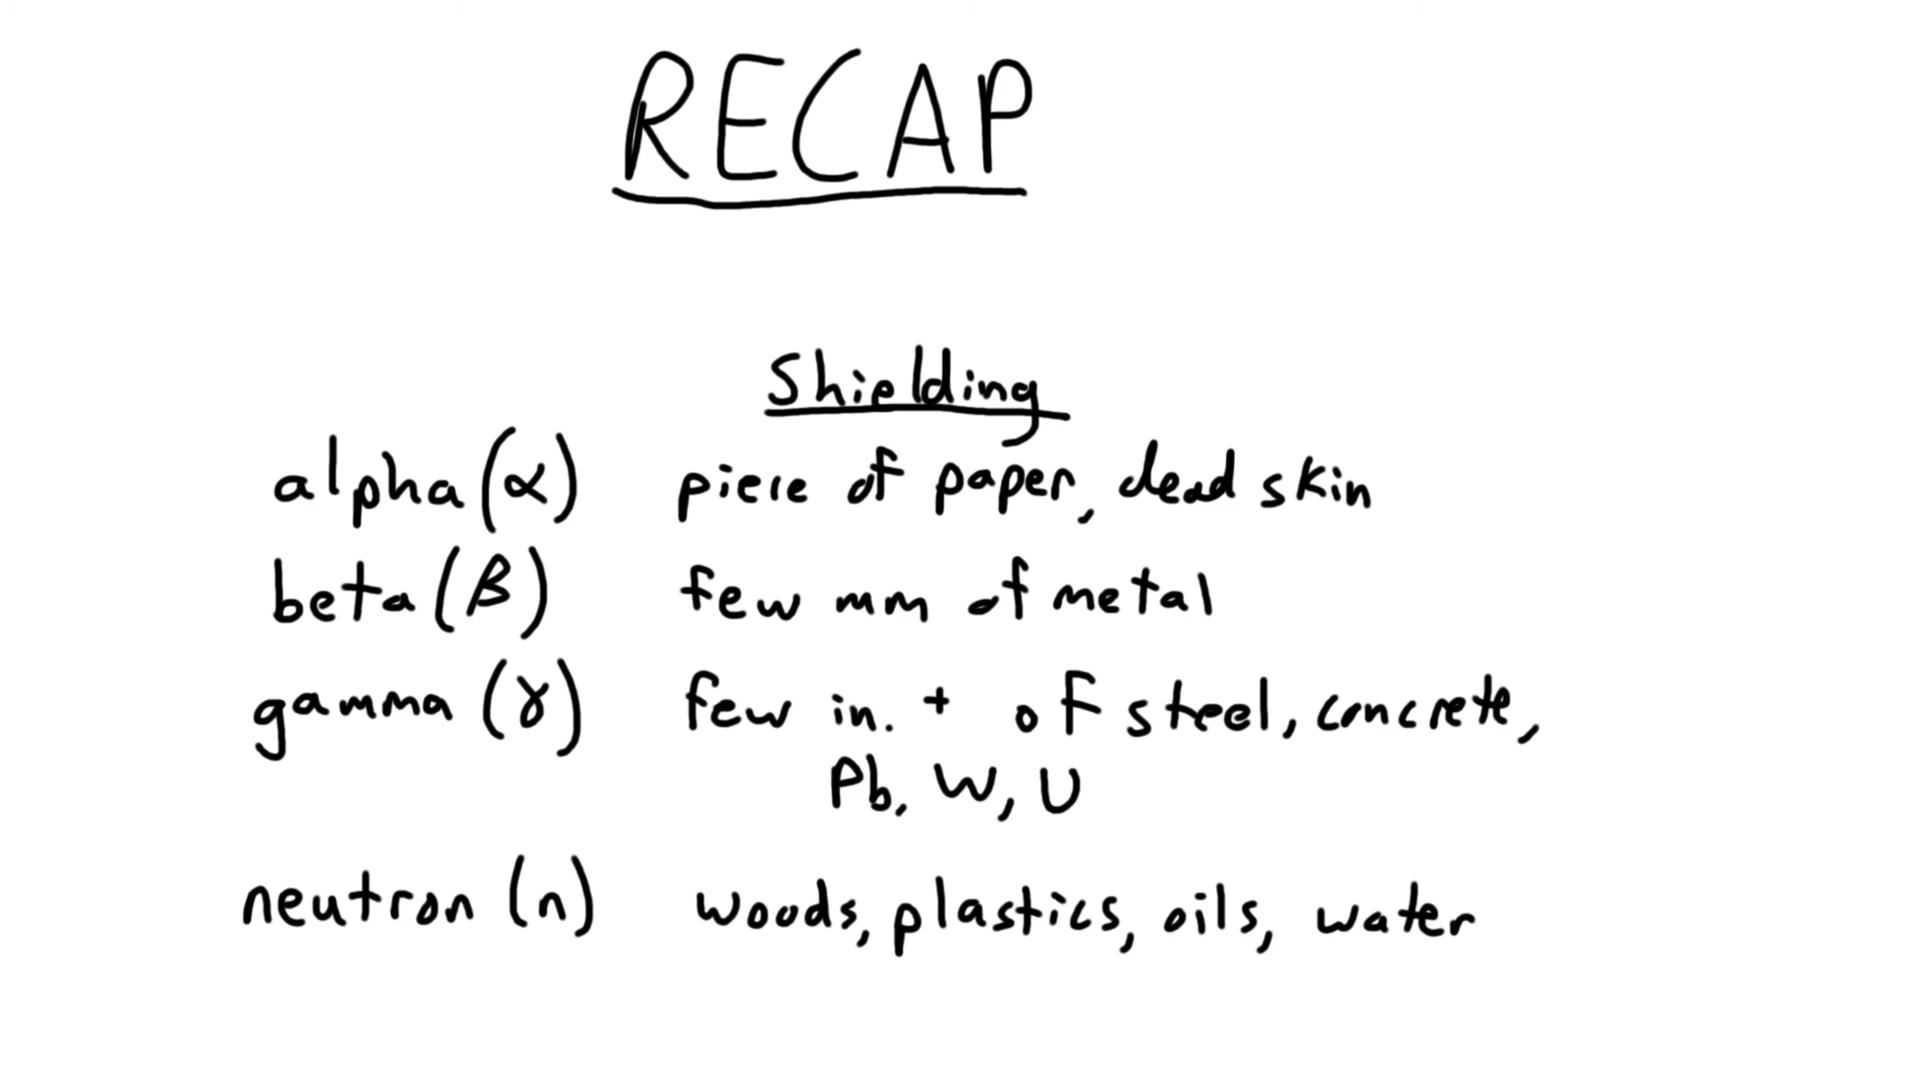 RECAP
Shielding
alpha (α) piece of paper, dead skin
beta (β) few mm of metal
gamma (γ) few in. + of steel, concrete,
Pb, W, U
neutron (n) woods, plastics, oils, water